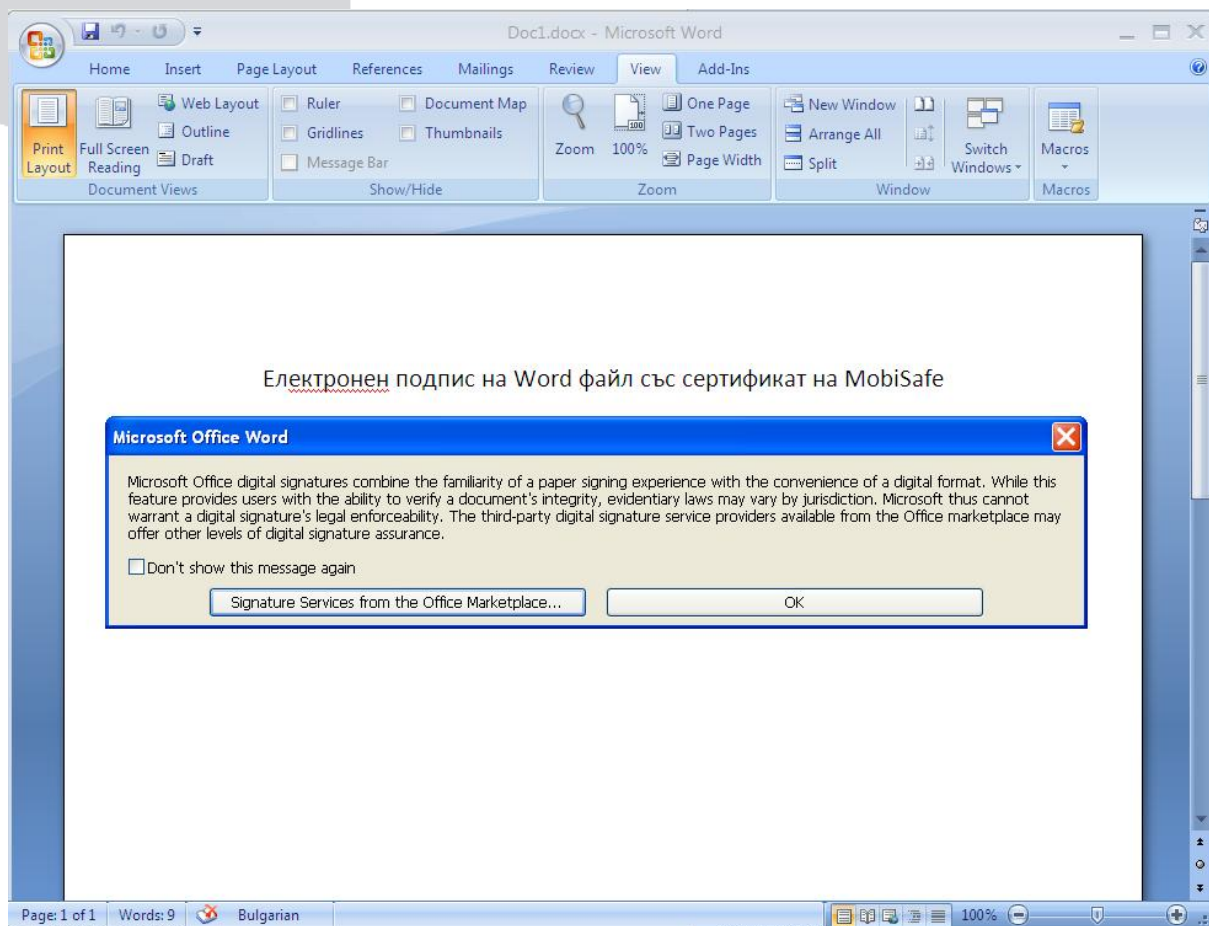 Doc1.docx - Microsoft Word
Home Insert Page Layout References Mailings Review View Add-Ins
Print Layout
Full Screen Reading
Web Layout
Outline
Draft
Document Views
Ruler
Gridlines
Message Bar
Document Map
Thumbnails
Show/Hide
Zoom
100%
One Page
Two Pages
Page Width
Zoom
New Window
Arrange All
Split
Switch Windows
Window
Macros
Macros
Електронен подпис на Word файл със сертификат на MobiSafe
Microsoft Office Word
Microsoft Office digital signatures combine the familiarity of a paper signing experience with the convenience of a digital format. While this
feature provides users with the ability to verify a document's integrity, evidentiary laws may vary by jurisdiction. Microsoft thus cannot
warrant a digital signature's legal enforceability. The third-party digital signature service providers available from the Office marketplace may
offer other levels of digital signature assurance.
Don't show this message again
Signature Services from the Office Marketplace...
OK
Page: 1 of 1 Words: 9 Bulgarian 100%